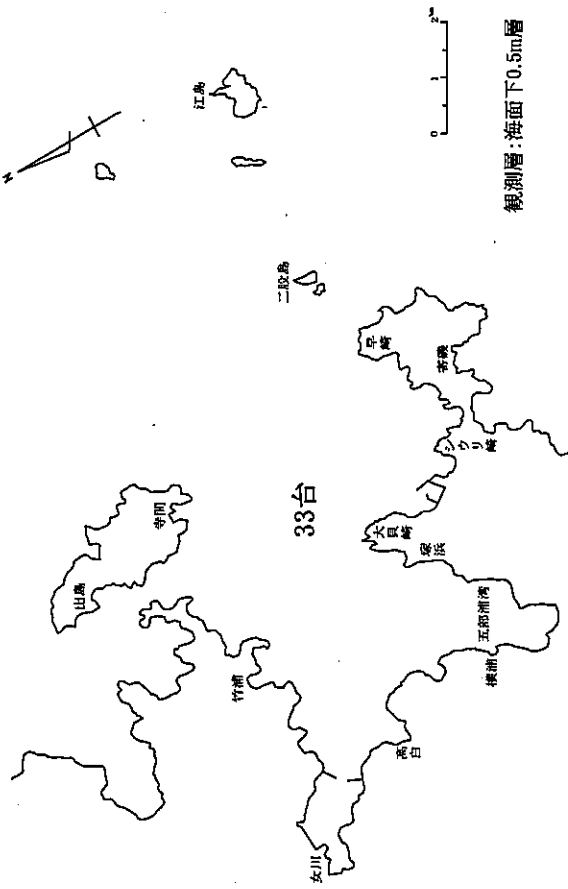 N
江島
0 1 2 ㎞
観測層：海面下0.5m層
二股島
早崎
寄磯
シウリ崎
33台
大貝崎
塚浜
五部浦湾
横浦
高白
寺間
出島
竹浦
女川